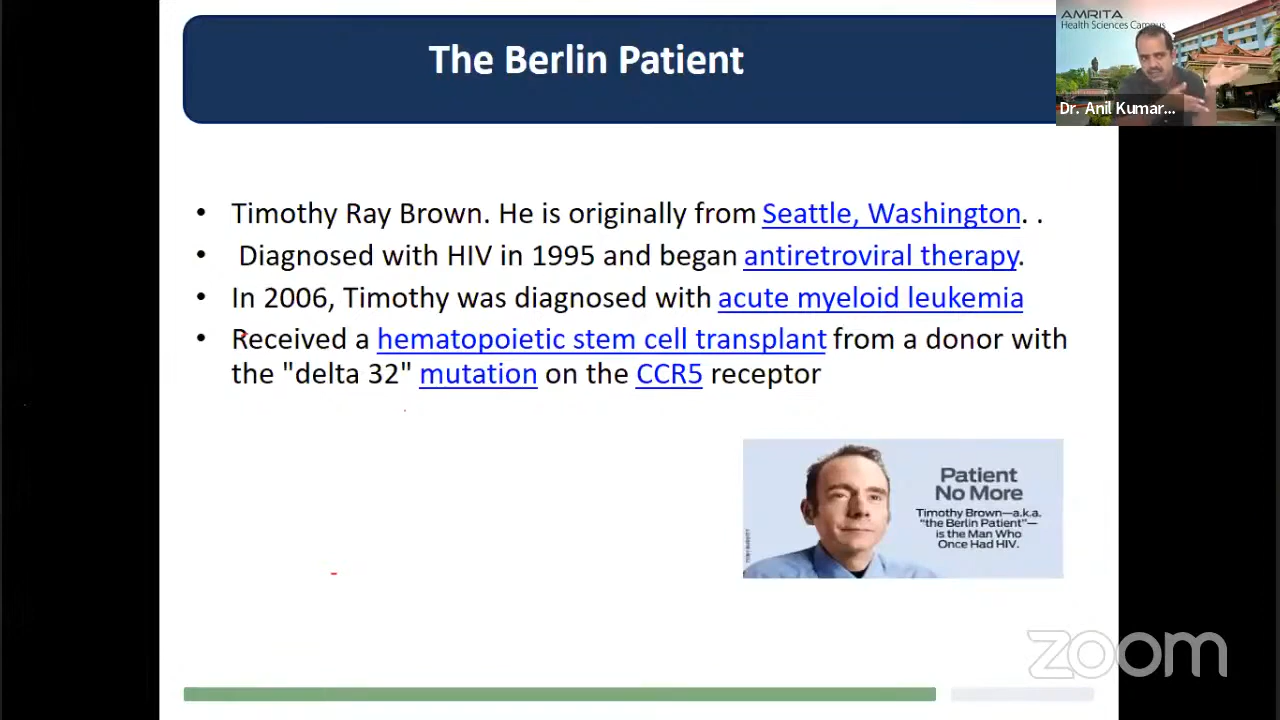 The Berlin Patient
AMRITA
Health Sciences Campus
Dr. Anil Kumar...
• Timothy Ray Brown. He is originally from Seattle, Washington. .
• Diagnosed with HIV in 1995 and began antiretroviral therapy.
• In 2006, Timothy was diagnosed with acute myeloid leukemia
• Received a hematopoietic stem cell transplant from a donor with
the "delta 32" mutation on the CCR5 receptor
Patient
No More
Timothy Brown—a.k.a.
"the Berlin Patient"—
is the Man Who
Once Had HIV.
zoom